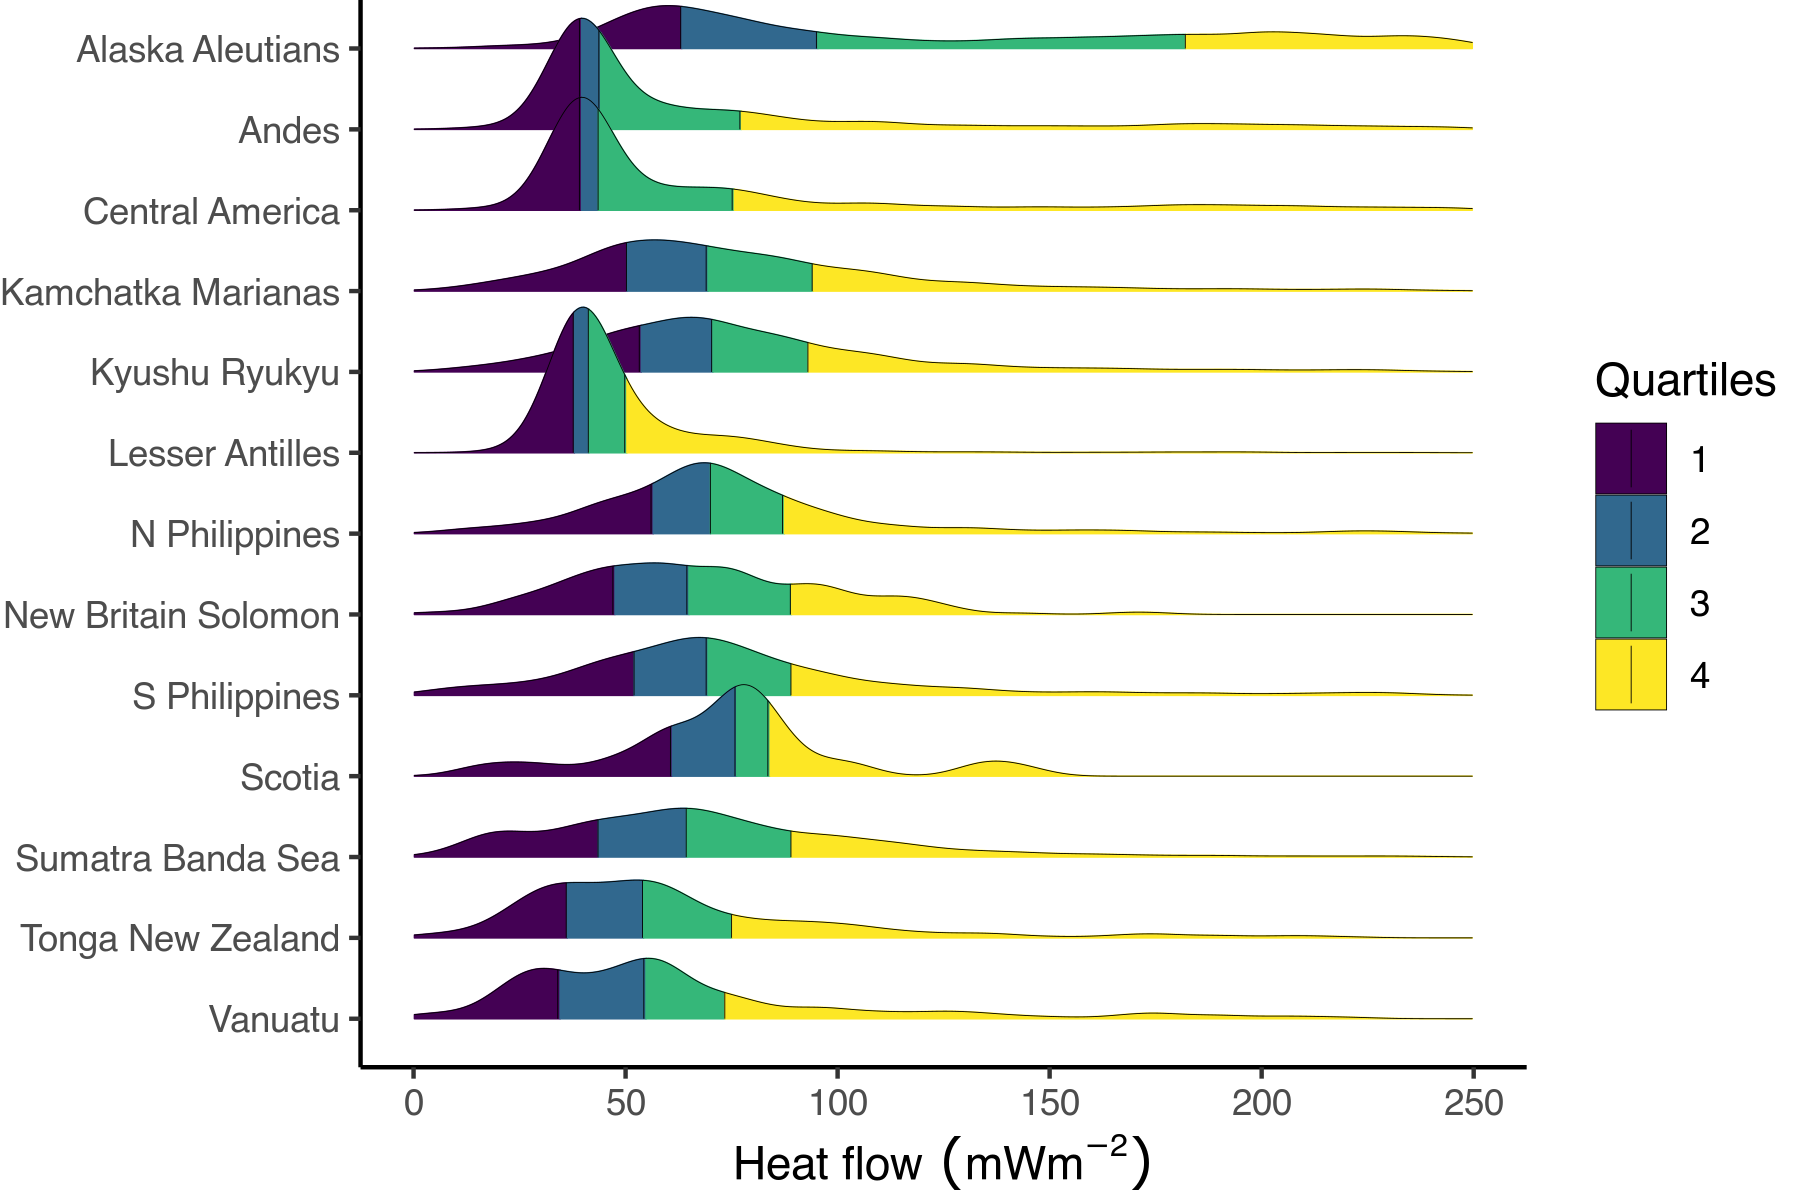 Alaska Aleutians
Andes
Central America
Kamchatka Marianas
Kyushu Ryukyu
Lesser Antilles
N Philippines
New Britain Solomon
S Philippines
Scotia
Sumatra Banda Sea
Tonga New Zealand
Vanuatu
0 50 100 150 200 250
Heat flow (mWm⁻²)
Quartiles
1
2
3
4